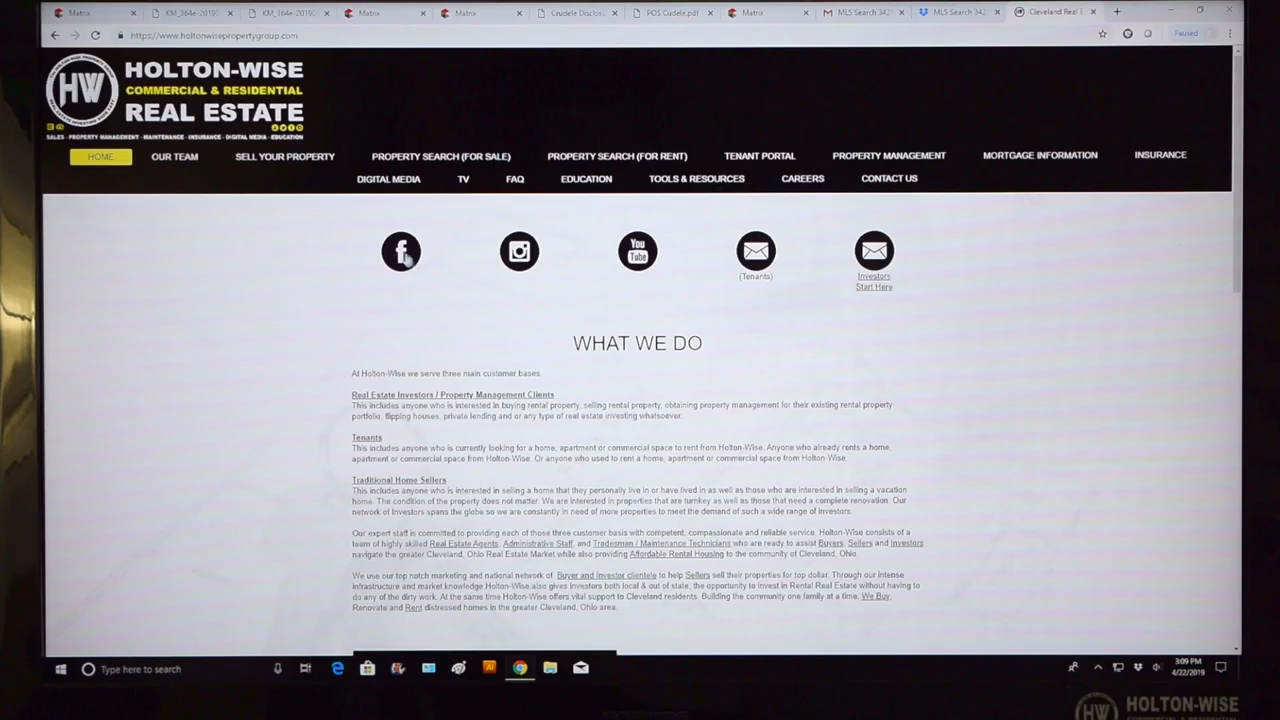 Matrix
KM_364e-2019
KM_364e-2019
Matrix
Matrix
Crudele Disclos
POS Cudele.pdf
Matrix
MLS Search 342
MLS Search 342
Cleveland Real E
https://www.holtonwisepropertygroup.com
Paused
HW
HOLTON-WISE
COMMERCIAL & RESIDENTIAL
REAL ESTATE
SALES - PROPERTY MANAGEMENT - MAINTENANCE - INSURANCE - DIGITAL MEDIA - EDUCATION
HOME
OUR TEAM
SELL YOUR PROPERTY
PROPERTY SEARCH (FOR SALE)
PROPERTY SEARCH (FOR RENT)
TENANT PORTAL
PROPERTY MANAGEMENT
MORTGAGE INFORMATION
INSURANCE
DIGITAL MEDIA
TV
FAQ
EDUCATION
TOOLS & RESOURCES
CAREERS
CONTACT US
You
Tube
(Tenants)
Investors
Start Here
WHAT WE DO
At Holton-Wise we serve three main customer bases.
Real Estate Investors / Property Management Clients
This includes anyone who is interested in buying rental property, selling rental property, obtaining property management for their existing rental property
portfolio, flipping houses, private lending and or any type of real estate investing whatsoever.
Tenants
This includes anyone who is currently looking for a home, apartment or commercial space to rent from Holton-Wise. Anyone who already rents a home,
apartment or commercial space from Holton-Wise. Or anyone who used to rent a home, apartment or commercial space from Holton-Wise.
Traditional Home Sellers
This includes anyone who is interested in selling a home that they personally live in or have lived in as well as those who are interested in selling a vacation
home. The condition of the property does not matter. We are interested in properties that are turnkey as well as those that need a complete renovation. Our
network of Investors spans the globe so we are constantly in need of more properties to meet the demand of such a wide range of Investors.
Our expert staff is committed to providing each of those three customer basis with competent, compassionate and reliable service. Holton-Wise consists of a
team of highly skilled Real Estate Agents, Administrative Staff, and Tradesman / Maintenance Technicians who are ready to assist Buyers, Sellers and Investors
navigate the greater Cleveland, Ohio Real Estate Market while also providing Affordable Rental Housing to the community of Cleveland, Ohio.
We use our top notch marketing and national network of Buyer and Investor clientele to help Sellers sell their properties for top dollar. Through our intense
infrastructure and market knowledge Holton-Wise also gives investors both local & out of state, the opportunity to invest in Rental Real Estate without having to
do any of the dirty work. At the same time Holton-Wise offers vital support to Cleveland residents. Building the community one family at a time. We Buy,
Renovate and Rent distressed homes in the greater Cleveland, Ohio area.
Type here to search
Ai
3:09 PM
4/22/2019
HW
HOLTON-WISE